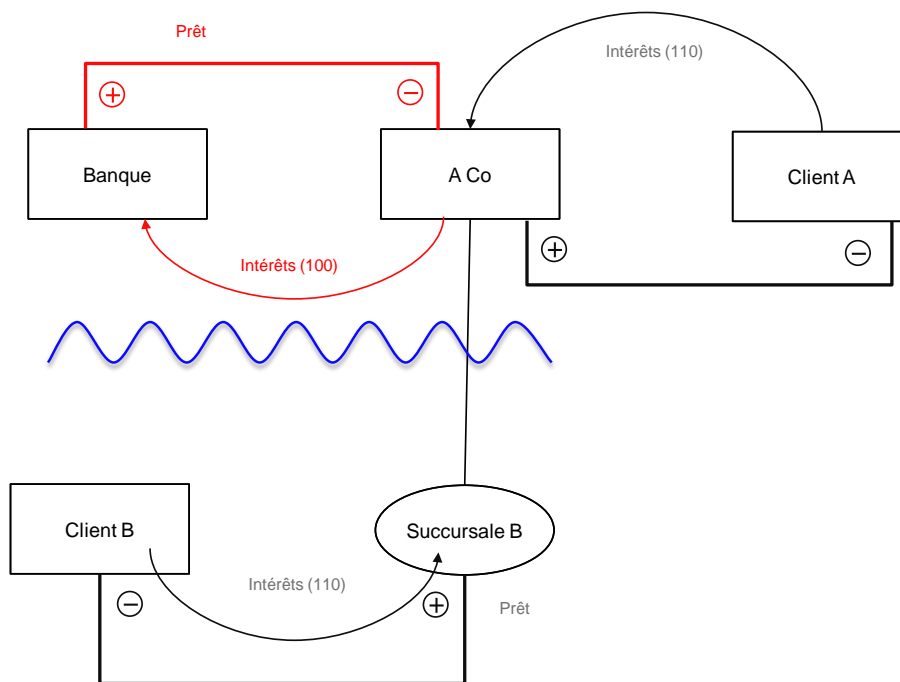 Prêt
Intérêts (110)
+
−
Banque
A Co
Client A
+
−
Intérêts (100)
Client B
Succursale B
−
Intérêts (110)
+
Prêt